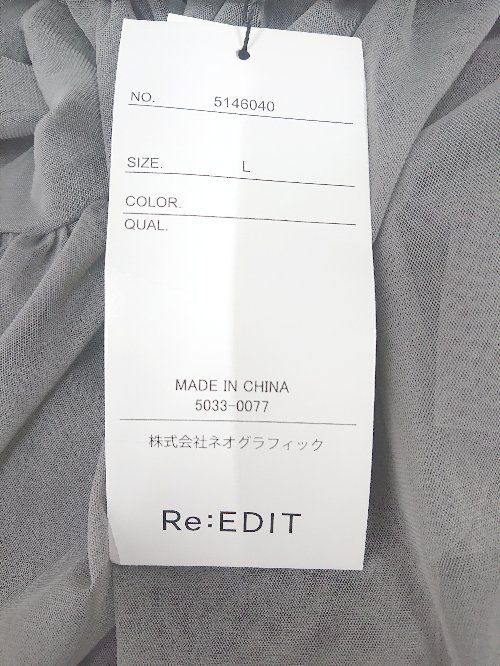 NO. 5146040
SIZE. L
COLOR.
QUAL.
MADE IN CHINA
5033-0077
株式会社ネオグラフィック
Re:EDIT